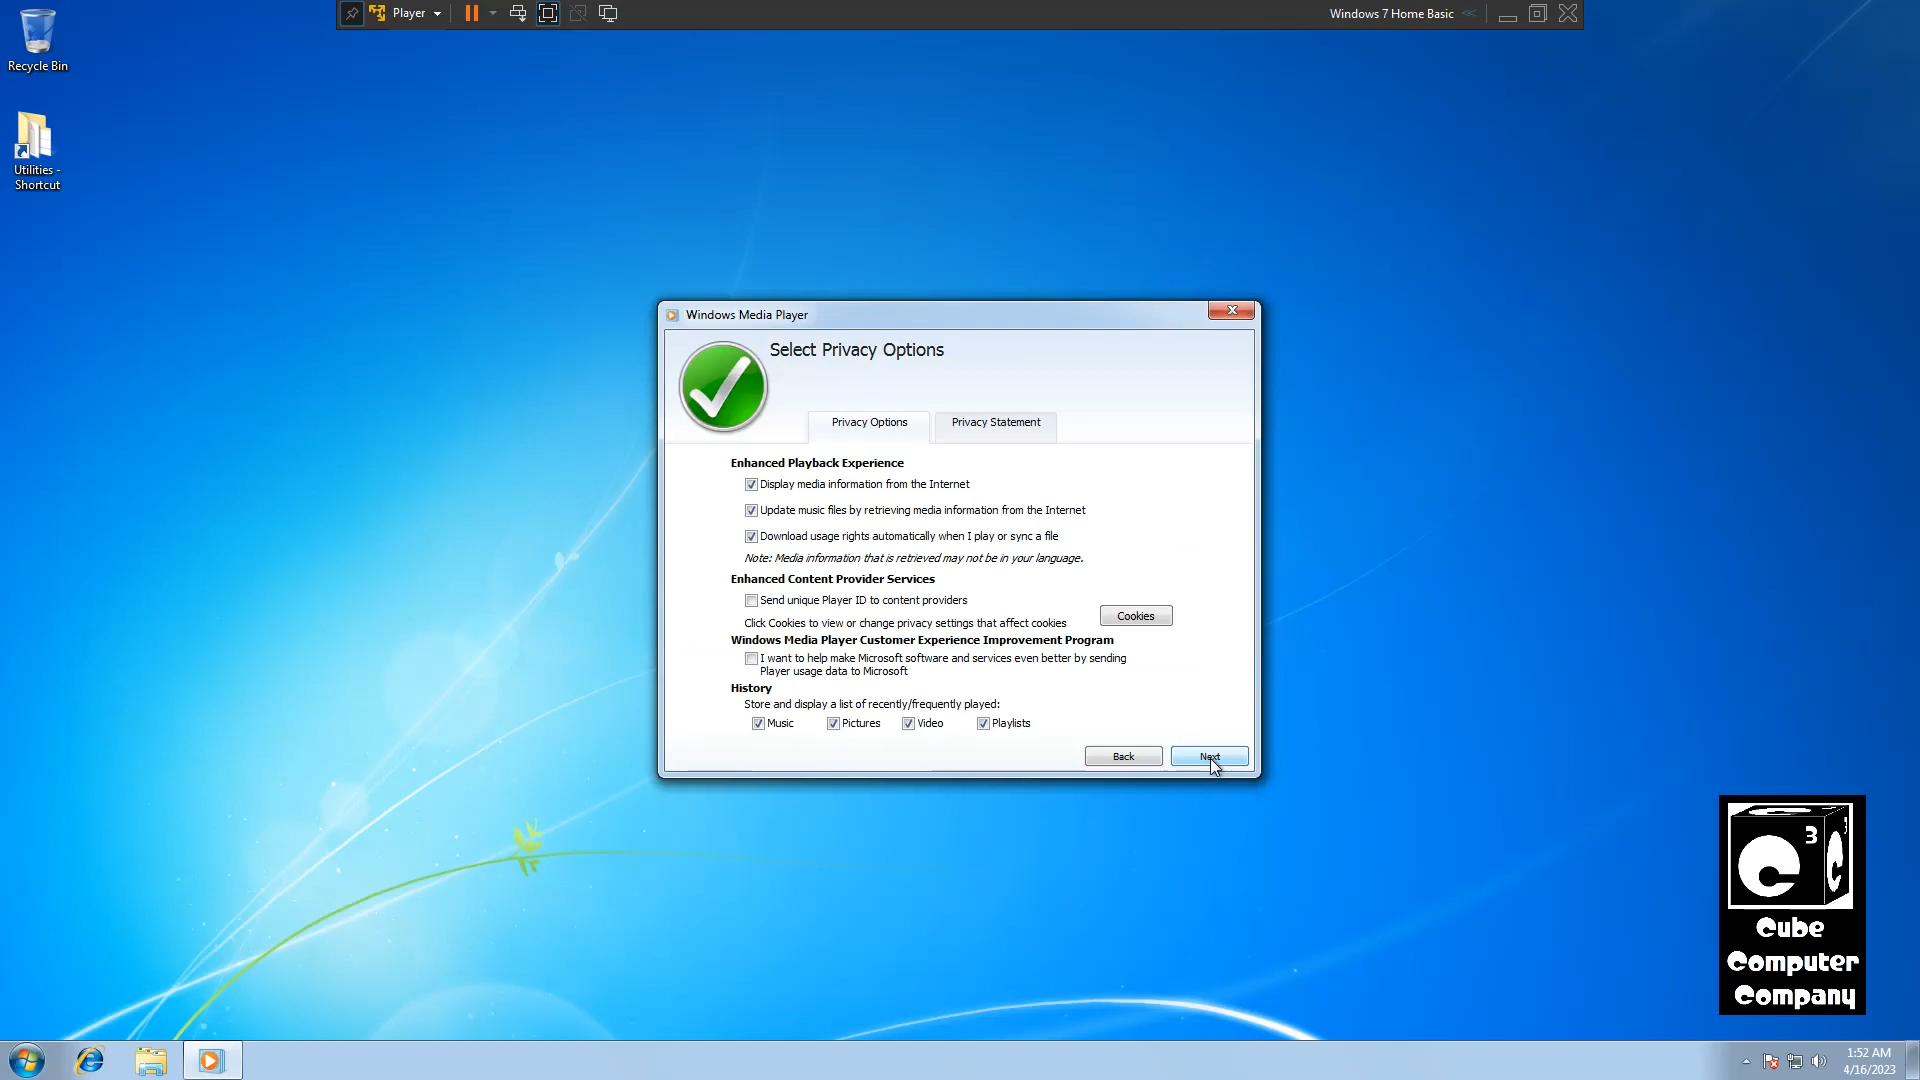 Player
Windows 7 Home Basic
Recycle Bin
Utilities -
Shortcut
Windows Media Player
Select Privacy Options
Privacy Options
Privacy Statement
Enhanced Playback Experience
Display media information from the Internet
Update music files by retrieving media information from the Internet
Download usage rights automatically when I play or sync a file
Note: Media information that is retrieved may not be in your language.
Enhanced Content Provider Services
Send unique Player ID to content providers
Click Cookies to view or change privacy settings that affect cookies
Cookies
Windows Media Player Customer Experience Improvement Program
I want to help make Microsoft software and services even better by sending
Player usage data to Microsoft
History
Store and display a list of recently/frequently played:
Music Pictures Video Playlists
Back Next
C 3 C 3
Cube
Computer
Company
1:52 AM
4/16/2023